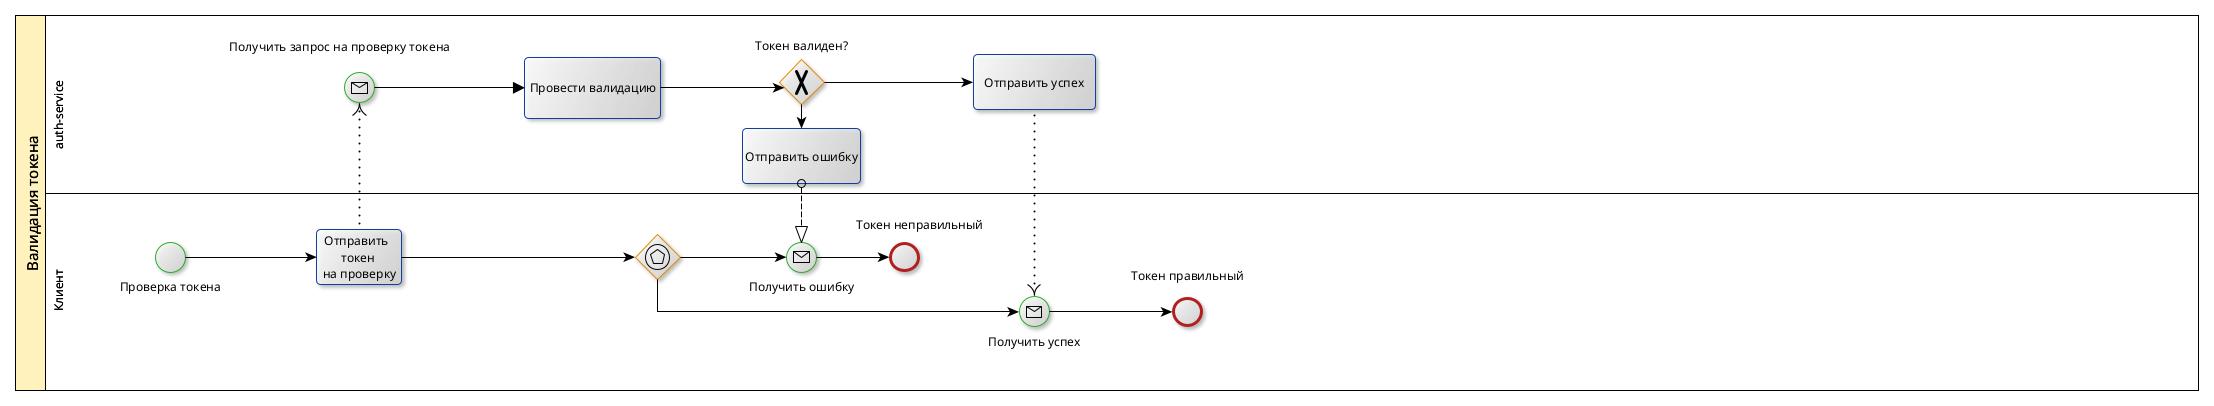 Валидация токена
auth-service
Получить запрос на проверку токена
Провести валидацию
Токен валиден?
Отправить успех
Отправить ошибку
Клиент
Проверка токена
Отправить
токен
на проверку
Получить ошибку
Токен неправильный
Получить успех
Токен правильный